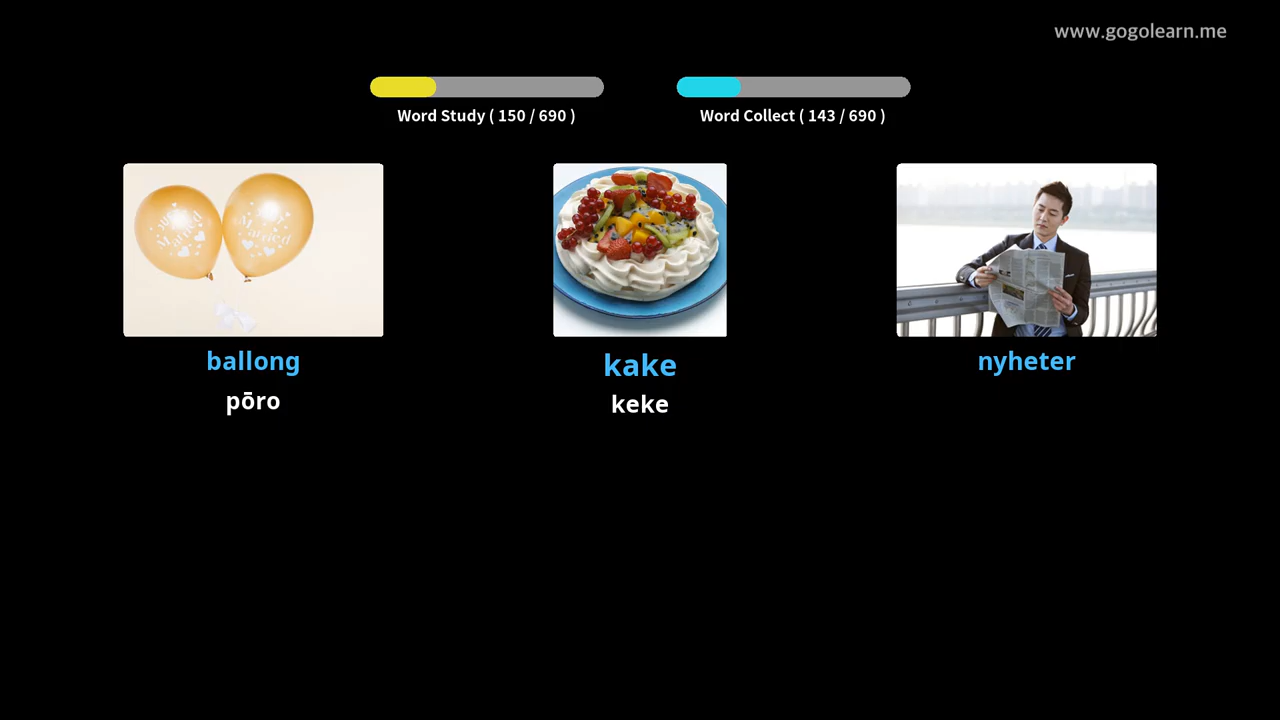 www.gogolearn.me
Word Study ( 150 / 690 )
Word Collect ( 143 / 690 )
ballong
pōro
kake
keke
nyheter